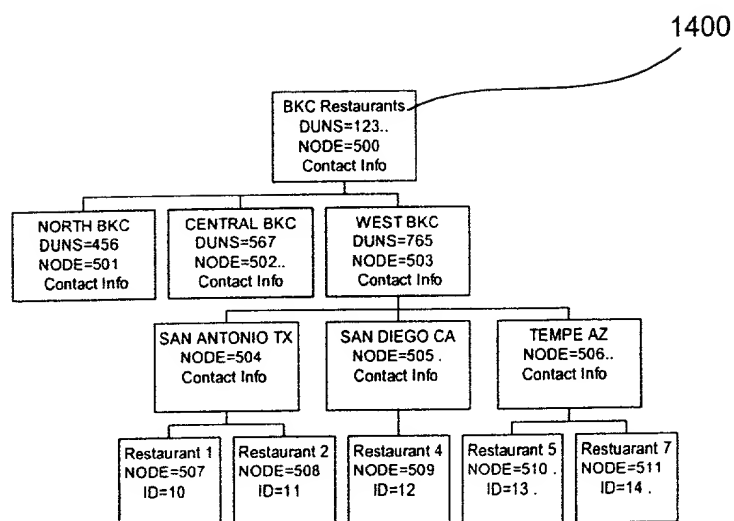 1400
BKC Restaurants
DUNS=123..
NODE=500
Contact Info
NORTH BKC
DUNS=456
NODE=501
Contact Info
CENTRAL BKC
DUNS=567
NODE=502..
Contact Info
WEST BKC
DUNS=765
NODE=503
Contact Info
SAN ANTONIO TX
NODE=504
Contact Info
SAN DIEGO CA
NODE=505 .
Contact Info
TEMPE AZ
NODE=506..
Contact Info
Restaurant 1
NODE=507
ID=10
Restaurant 2
NODE=508
ID=11
Restaurant 4
NODE=509
ID=12
Restaurant 5
NODE=510 .
ID=13 .
Restuarant 7
NODE=511
ID=14 .